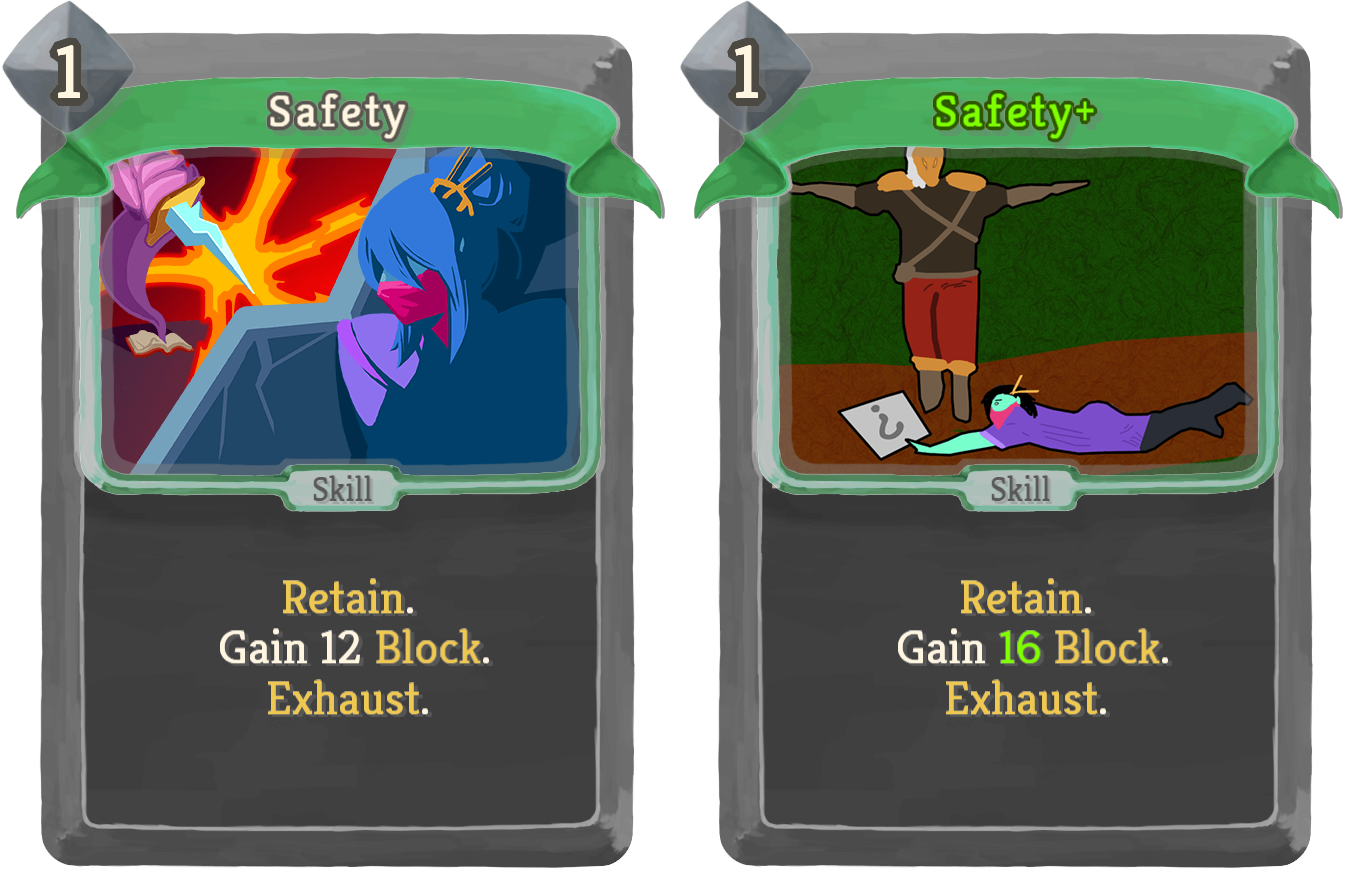 1
Safety
Skill
Retain.
Gain 12 Block.
Exhaust.
1
Safety+
¿
Skill
Retain.
Gain 16 Block.
Exhaust.